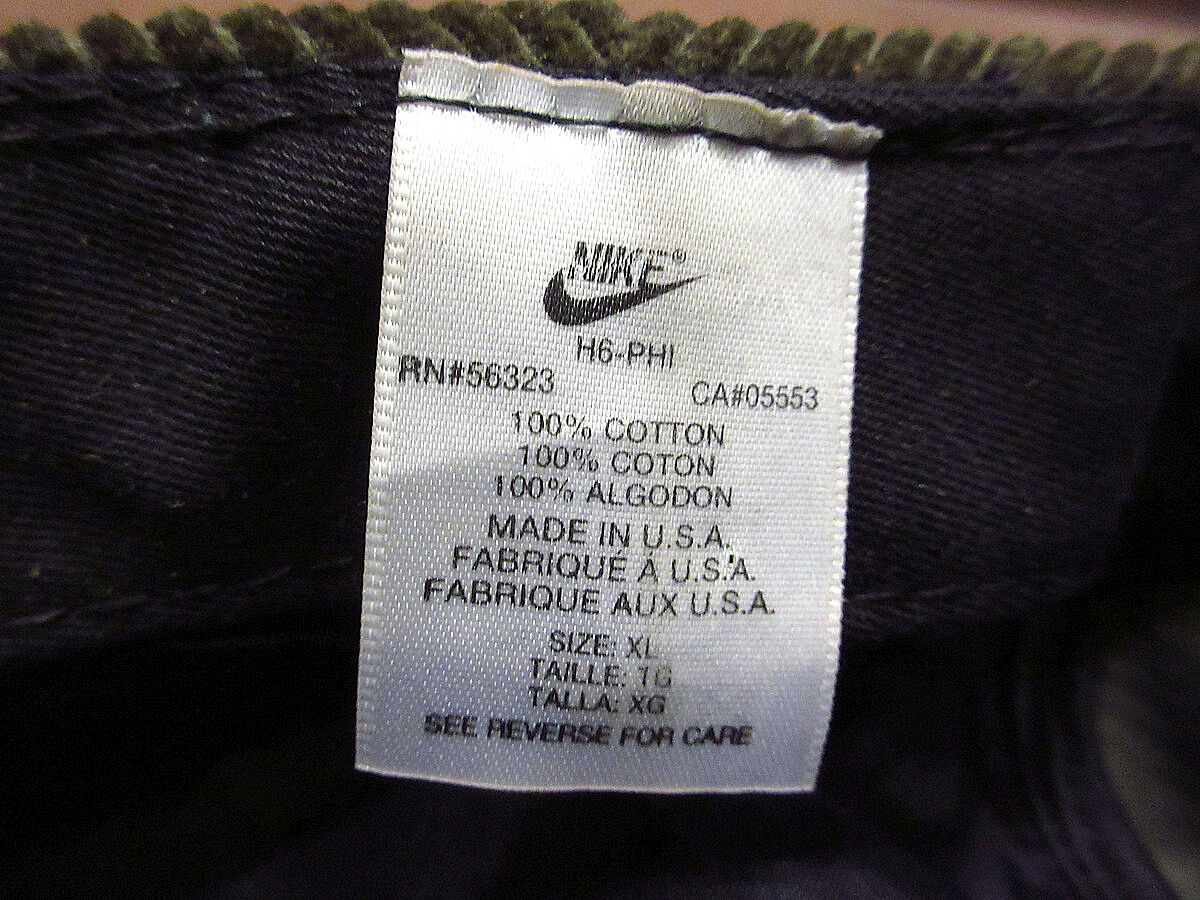 NIKE®
H6-PHI
RN#56323 CA#05553
100% COTTON
100% COTON
100% ALGODON
MADE IN U.S.A.
FABRIQUÉ À U.S.A.
FABRIQUE AUX U.S.A.
SIZE: XL
TAILLE: TG
TALLA: XG
SEE REVERSE FOR CARE